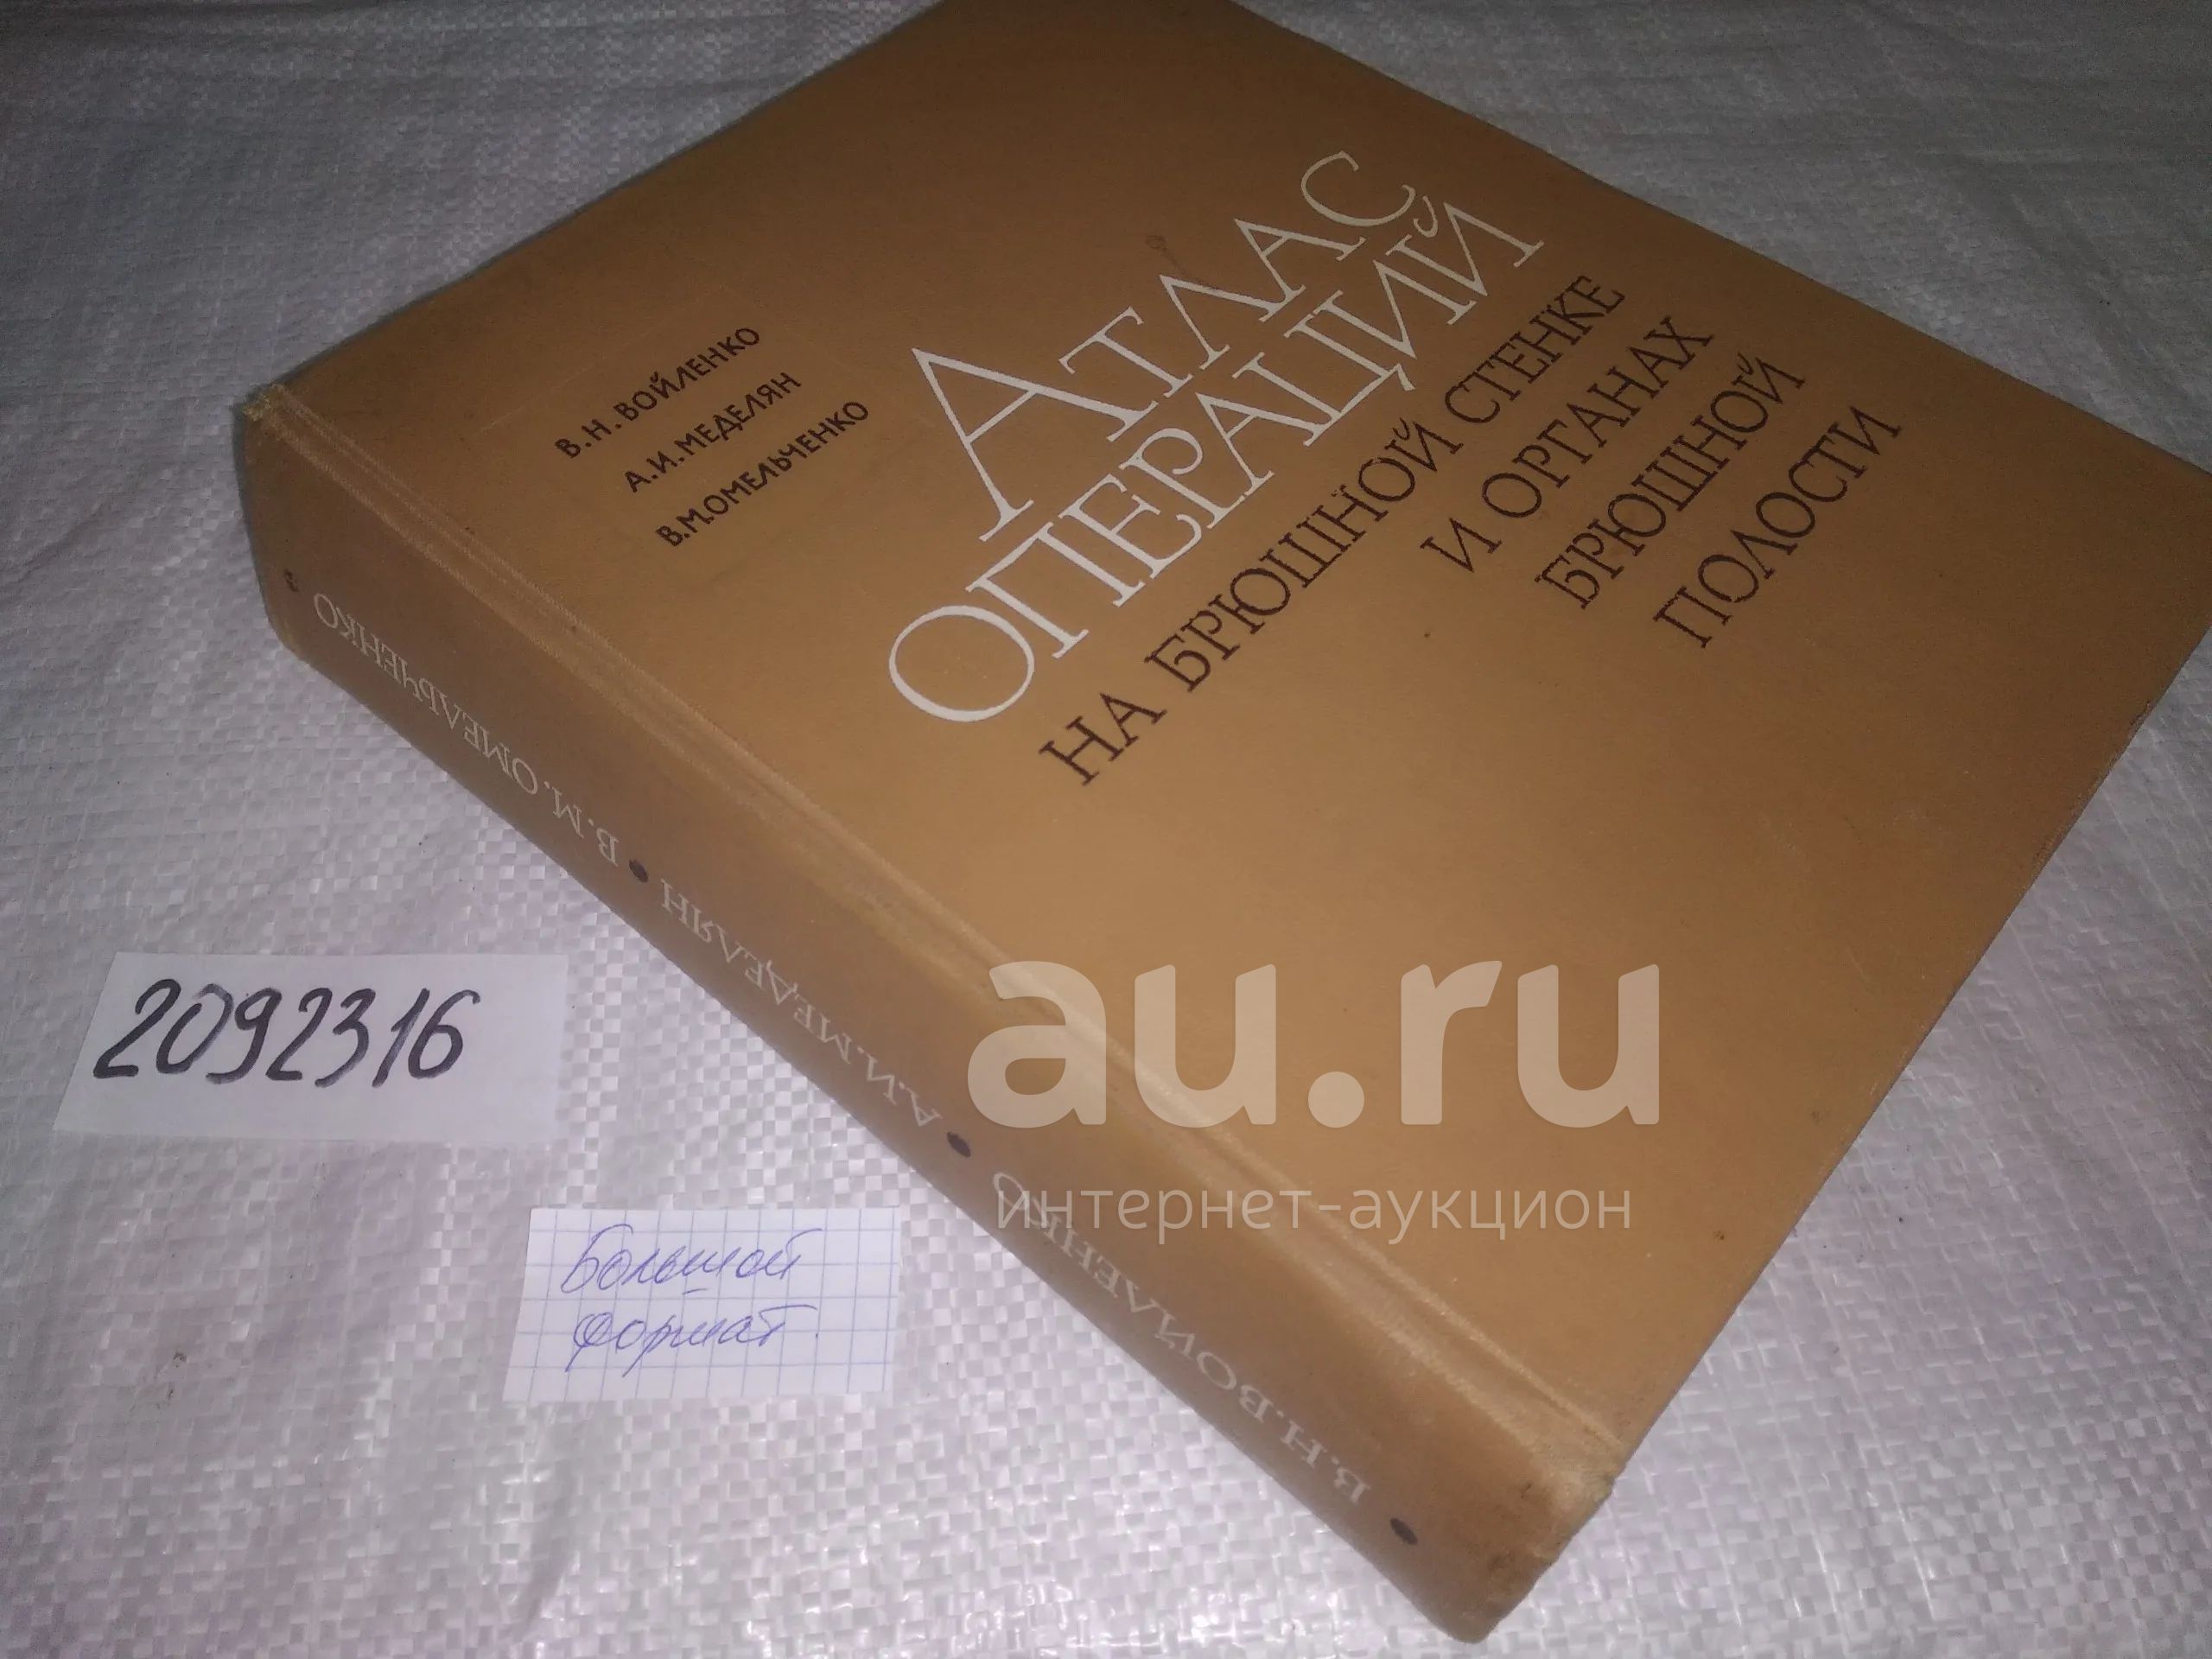 В. Н. ВОЙЛЕНКО
А. И. МЕДЕЛЯН
В. М. ОМЕЛЬЧЕНКО
АТЛАС
ОПЕРАЦИЙ
НА БРЮШНОЙ СТЕНКЕ
И ОРГАНАХ
БРЮШНОЙ
ПОЛОСТИ
В. Н. ВОЙЛЕНКО • А. И. МЕДЕЛЯН • В. М. ОМЕЛЬЧЕНКО
2092316
Большой
формат.
au.ru
интернет-аукцион